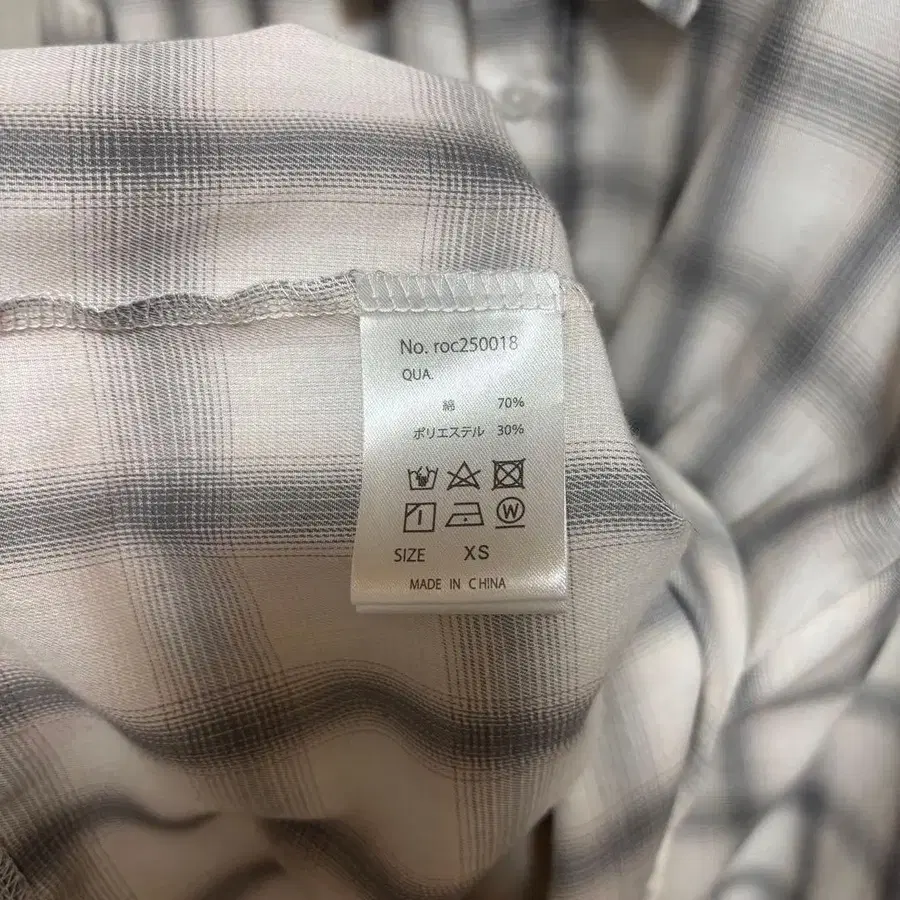 No. roc250018
QUA.
綿 70%
ポリエステル 30%
W
SIZE XS
MADE IN CHINA